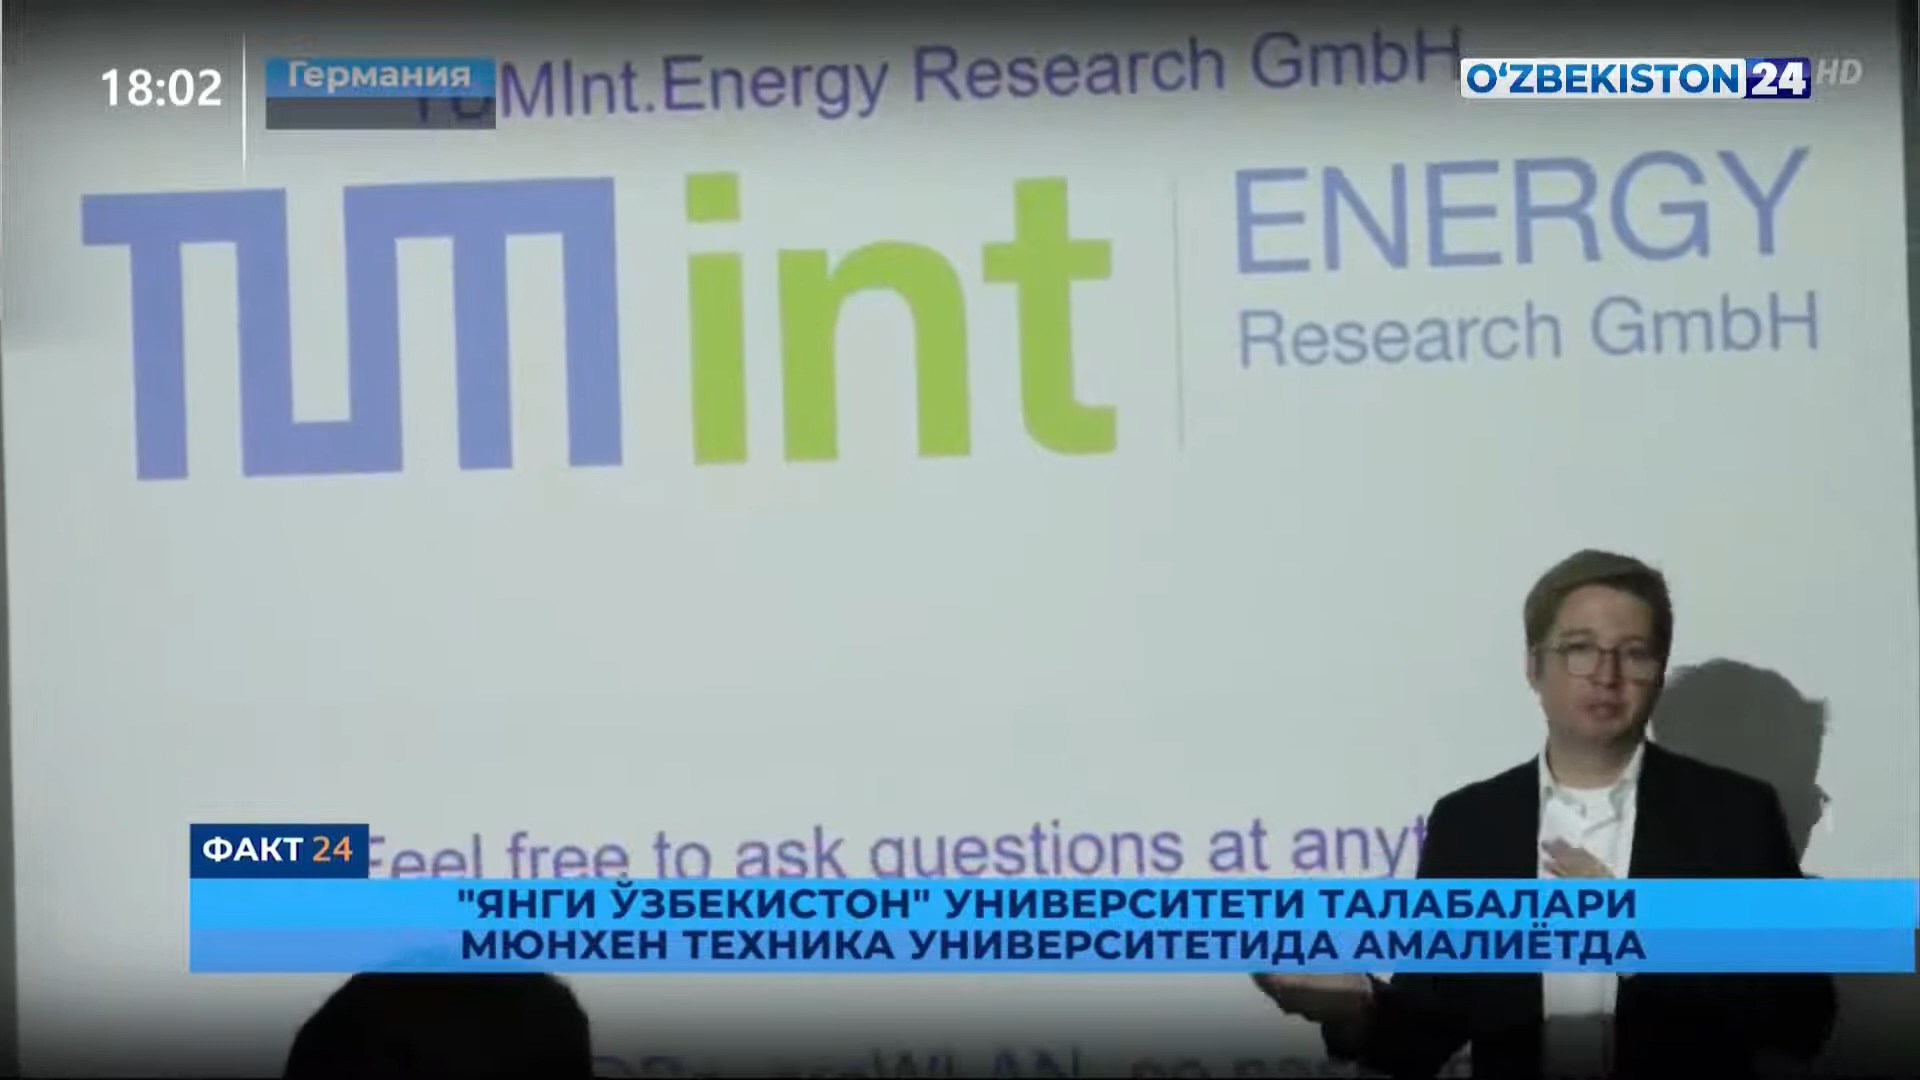 18:02
Германия
TUMInt.Energy Research GmbH
O‘ZBEKISTON 24 HD
TUM int
ENERGY
Research GmbH
Feel free to ask questions at
ФАКТ 24
"ЯНГИ ЎЗБЕКИСТОН" УНИВЕРСИТЕТИ ТАЛАБАЛАРИ
МЮНХЕН ТЕХНИКА УНИВЕРСИТЕТИДА АМАЛИЁТДА